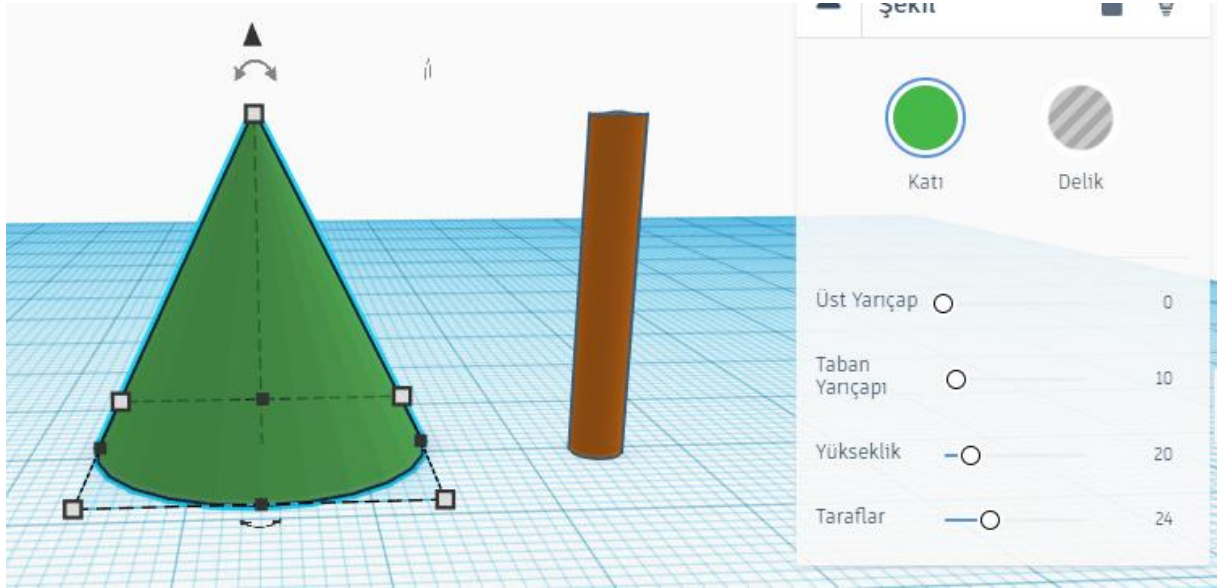 Şekil
Katı
Delik
Üst Yarıçap
0
Taban
Yarıçapı
10
Yükseklik
20
Taraflar
24